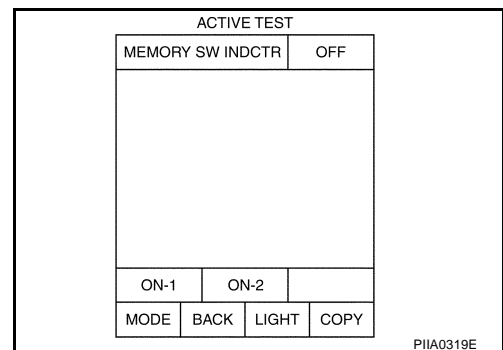 ACTIVE TEST
MEMORY SW INDCTR OFF
ON-1 ON-2
MODE BACK LIGHT COPY
PIIA0319E